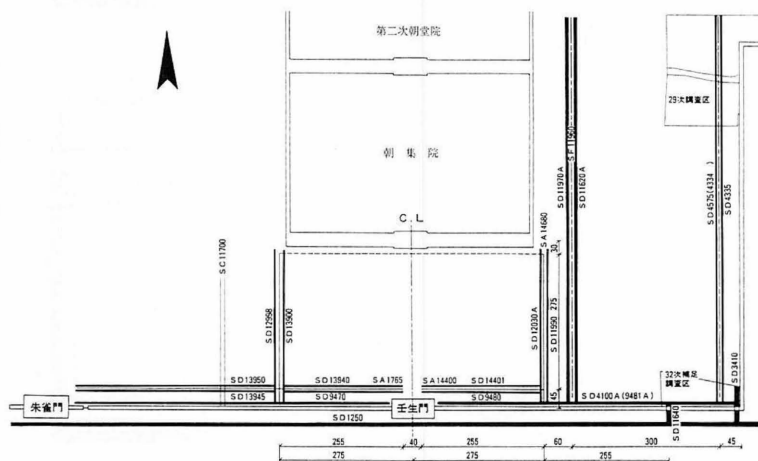 第二次朝堂院
朝集院
C.L
29次調査区
SF11960
SD11970A
SD11620A
SD4575(4334)
SD4335
SA14680
30
SC11700
SD12958
SD13900
SD12030A
SD11990
275
45
32次補足
調査区
SD3410
SD13950
SD13940
SA1765
SA14400
SD14401
SD13945
SD9470
SD9480
SD4100A(9481A)
朱雀門
壬生門
SD1250
SD11640
255
40
255
60
300
45
275
275
255